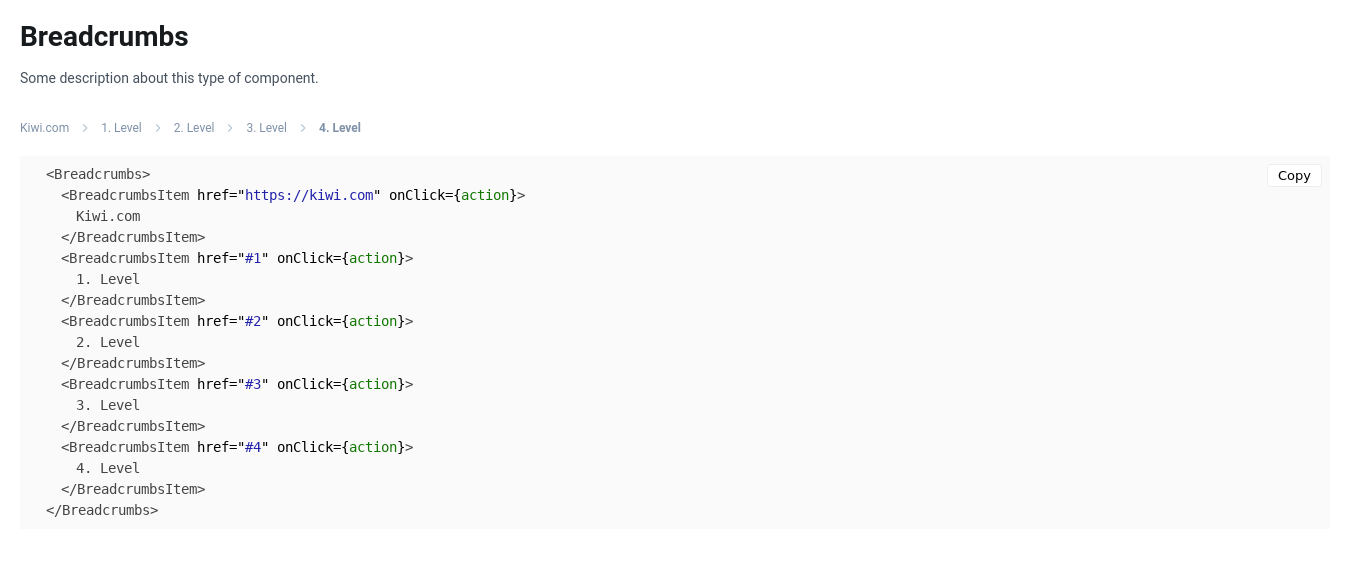 Breadcrumbs
Some description about this type of component.
Kiwi.com > 1. Level > 2. Level > 3. Level > 4. Level
<Breadcrumbs>
Copy
<BreadcrumbsItem href="https://kiwi.com" onClick={action}>
Kiwi.com
</BreadcrumbsItem>
<BreadcrumbsItem href="#1" onClick={action}>
1. Level
</BreadcrumbsItem>
<BreadcrumbsItem href="#2" onClick={action}>
2. Level
</BreadcrumbsItem>
<BreadcrumbsItem href="#3" onClick={action}>
3. Level
</BreadcrumbsItem>
<BreadcrumbsItem href="#4" onClick={action}>
4. Level
</BreadcrumbsItem>
</Breadcrumbs>